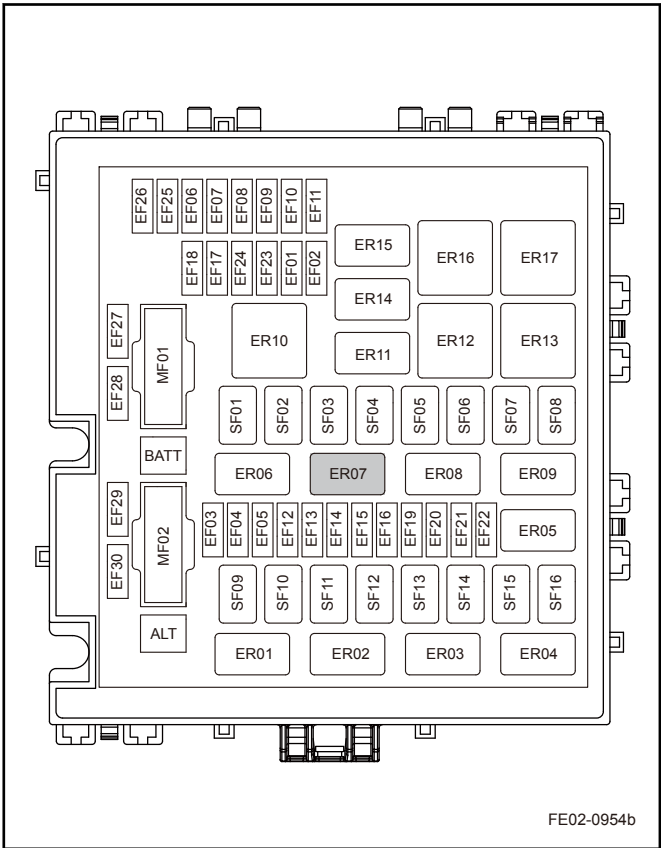 EF26 EF25 EF06 EF07 EF08 EF09 EF10 EF11
ER15 ER16 ER17
EF18 EF17 EF24 EF23 EF01 EF02
ER14
EF27 MF01 ER10 ER11 ER12 ER13
EF28
SF01 SF02 SF03 SF04 SF05 SF06 SF07 SF08
BATT
ER06 ER07 ER08 ER09
EF29 MF02 EF03 EF04 EF05 EF12 EF13 EF14 EF15 EF16 EF19 EF20 EF21 EF22 ER05
EF30
SF09 SF10 SF11 SF12 SF13 SF14 SF15 SF16
ALT
ER01 ER02 ER03 ER04
FE02-0954b